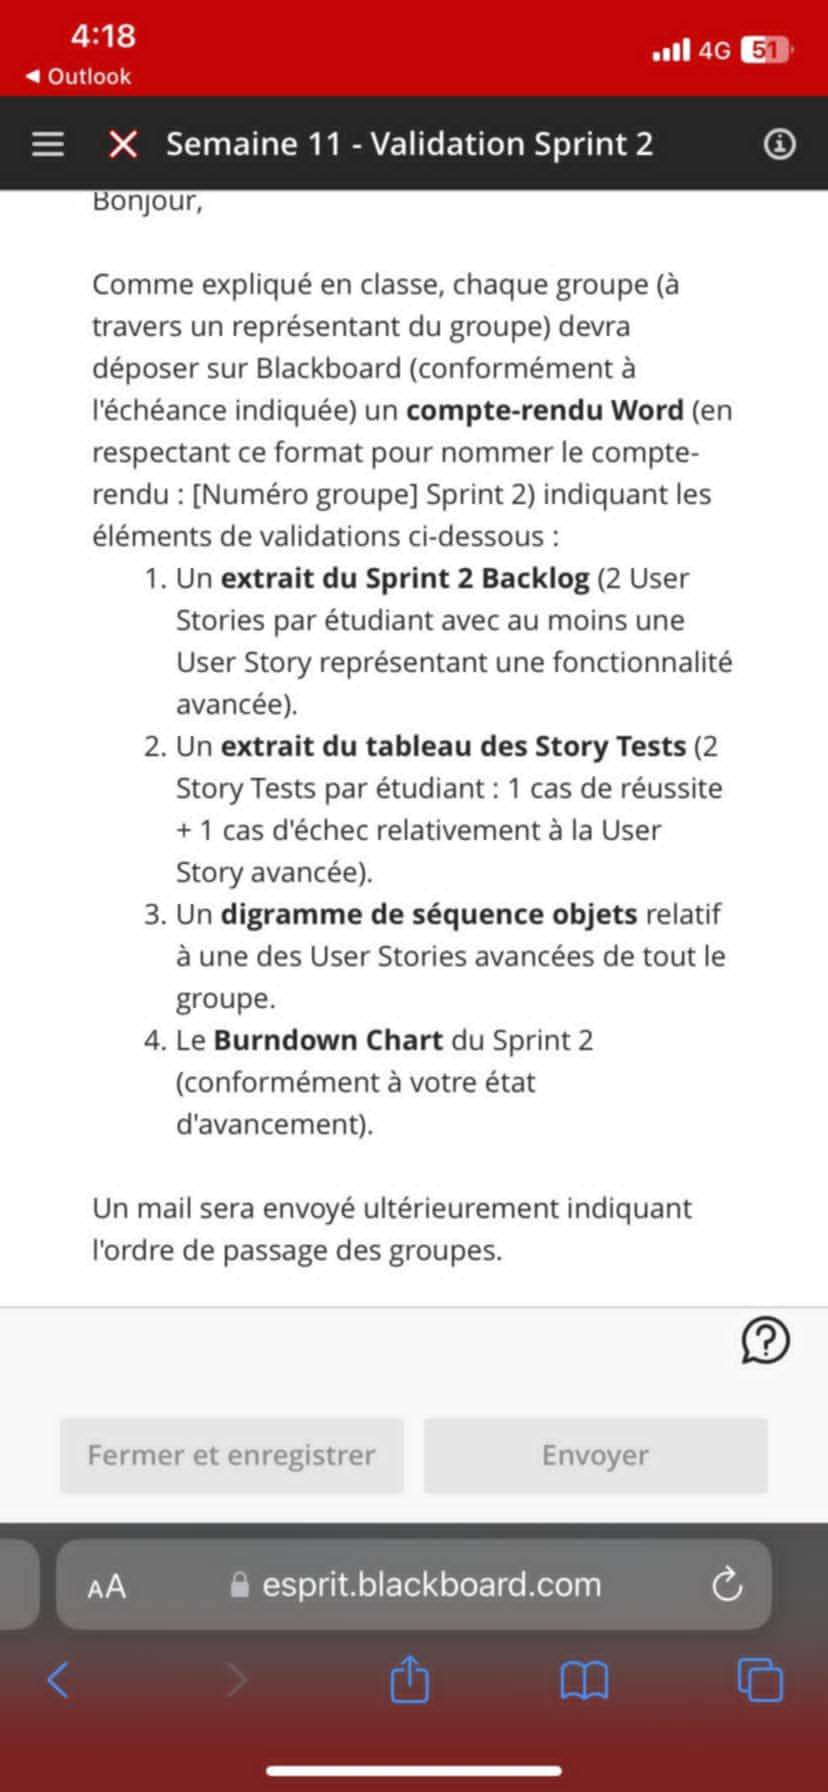 4:18
4G 51
◀ Outlook
Semaine 11 - Validation Sprint 2
Bonjour,
Comme expliqué en classe, chaque groupe (à
travers un représentant du groupe) devra
déposer sur Blackboard (conformément à
l'échéance indiquée) un compte-rendu Word (en
respectant ce format pour nommer le compte-
rendu : [Numéro groupe] Sprint 2) indiquant les
éléments de validations ci-dessous :
1. Un extrait du Sprint 2 Backlog (2 User
Stories par étudiant avec au moins une
User Story représentant une fonctionnalité
avancée).
2. Un extrait du tableau des Story Tests (2
Story Tests par étudiant : 1 cas de réussite
+ 1 cas d'échec relativement à la User
Story avancée).
3. Un digramme de séquence objets relatif
à une des User Stories avancées de tout le
groupe.
4. Le Burndown Chart du Sprint 2
(conformément à votre état
d'avancement).
Un mail sera envoyé ultérieurement indiquant
l'ordre de passage des groupes.
Fermer et enregistrer
Envoyer
AA
esprit.blackboard.com